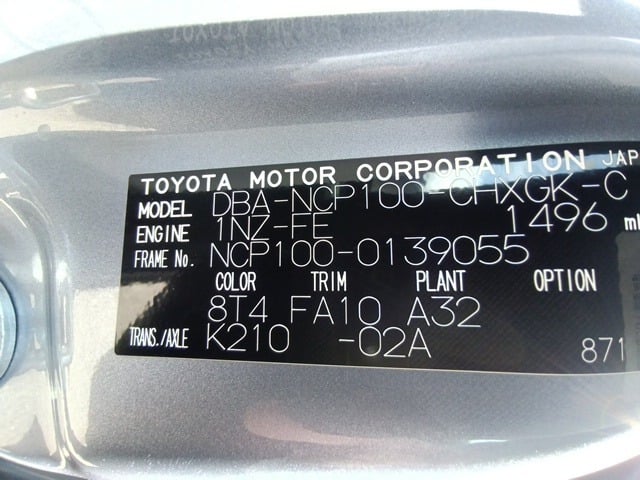 TOYOTA MOTOR CORPORATION JAP
MODEL DBA-NCP100-CHXGK-C
ENGINE 1NZ-FE 1496 m
FRAME No. NCP100-0139055
COLOR TRIM PLANT OPTION
8T4 FA10 A32
TRANS./AXLE K210 -02A 871